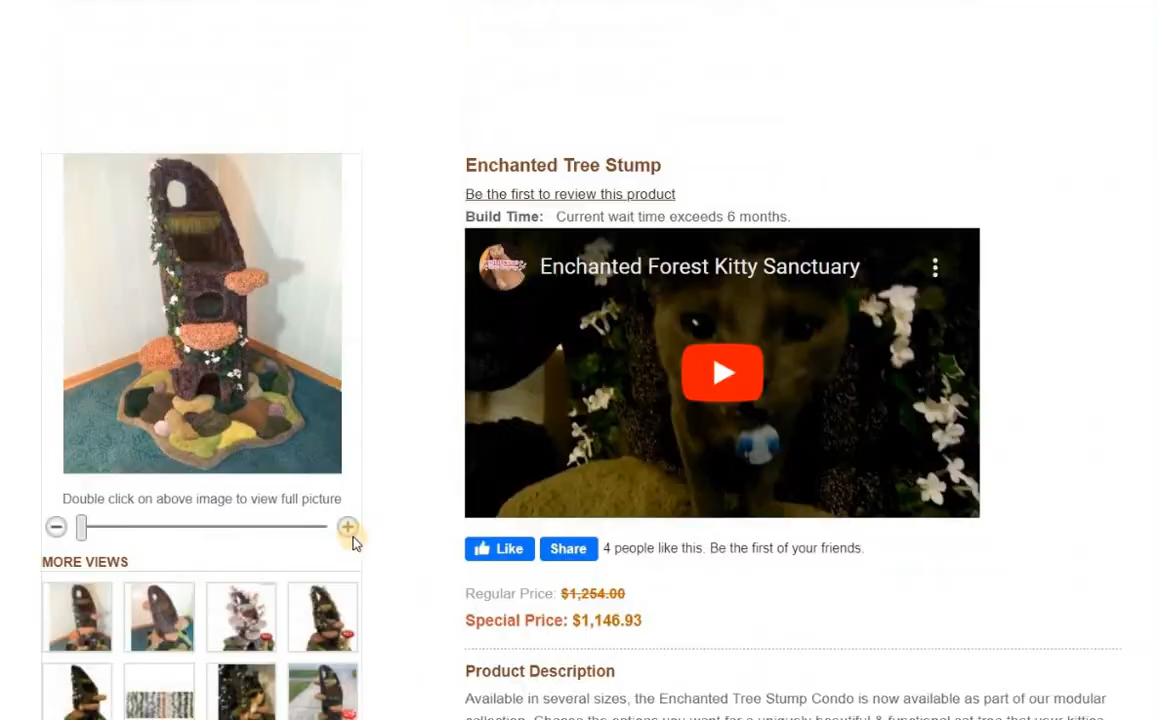 Enchanted Tree Stump
Be the first to review this product
Build Time: Current wait time exceeds 6 months.
Enchanted Forest Kitty Sanctuary
Double click on above image to view full picture
Like Share 4 people like this. Be the first of your friends.
MORE VIEWS
Regular Price: $1,254.00
Special Price: $1,146.93
Product Description
Available in several sizes, the Enchanted Tree Stump Condo is now available as part of our modular